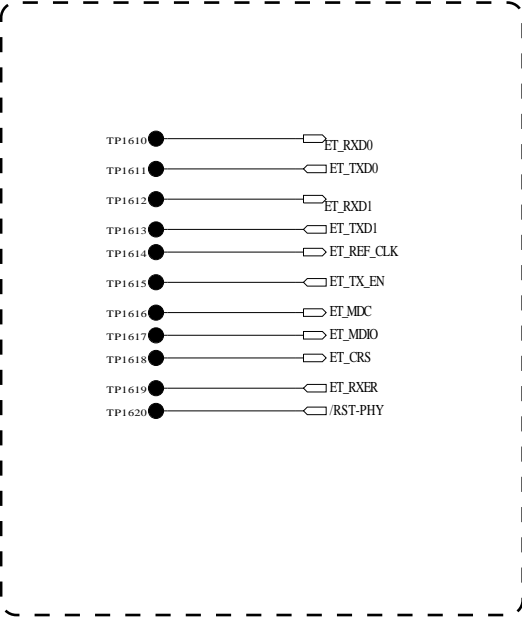 TP1610 ET_RXD0
TP1611 ET_TXD0
TP1612 ET_RXD1
TP1613 ET_TXD1
TP1614 ET_REF_CLK
TP1615 ET_TX_EN
TP1616 ET_MDC
TP1617 ET_MDIO
TP1618 ET_CRS
TP1619 ET_RXER
TP1620 /RST-PHY